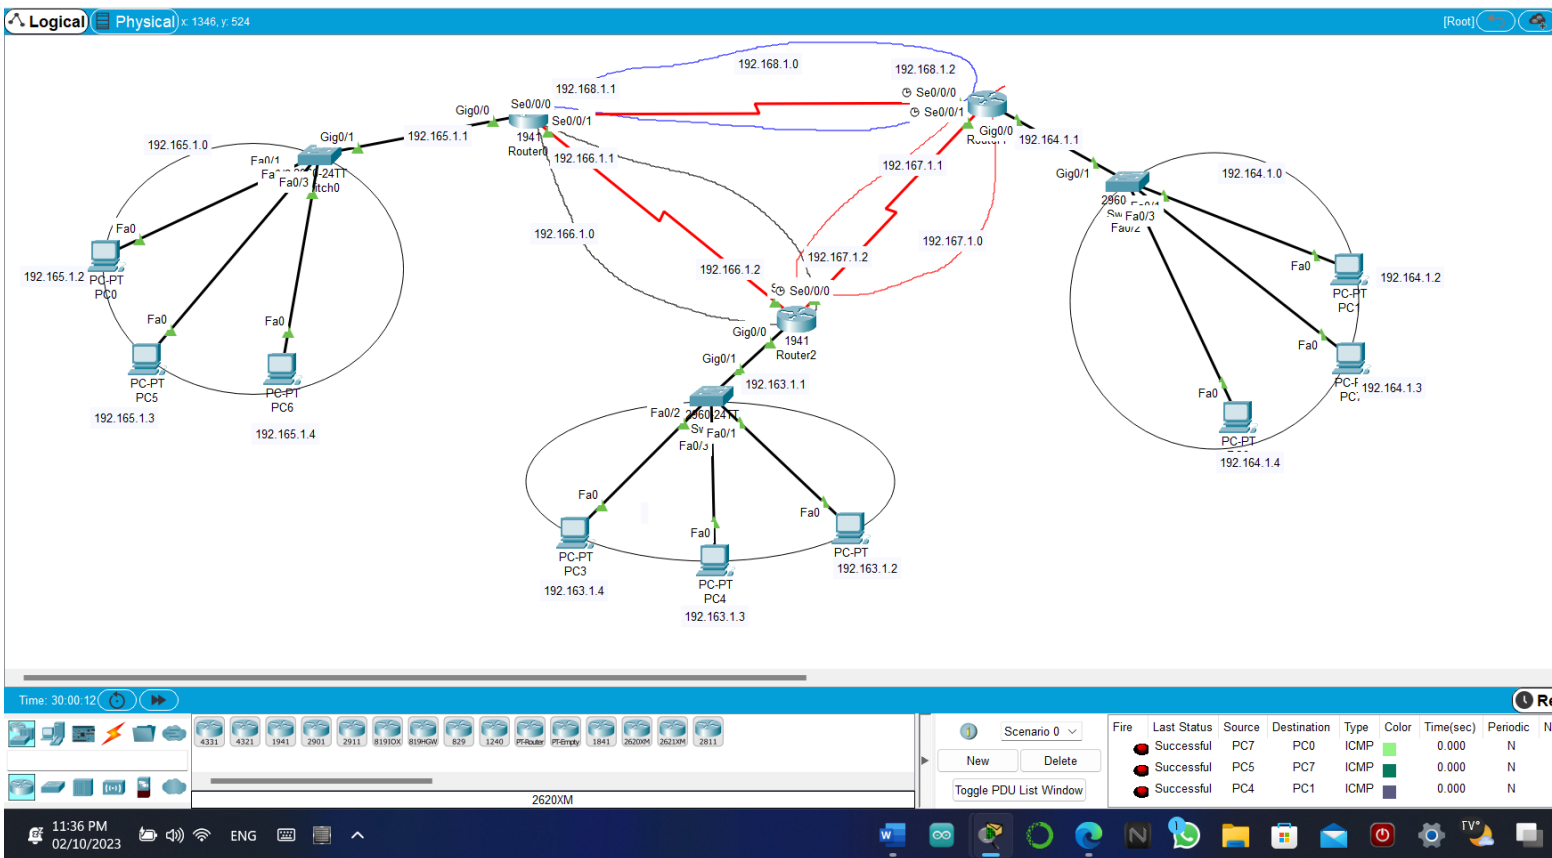 Logical
Physical
x: 1346, y: 524
[Root]
192.168.1.0
192.168.1.2
192.168.1.1
Se0/0/0
Se0/0/0
Gig0/0
Se0/0/1
Se0/0/1
192.165.1.1
1941
Router0
Gig0/0
192.164.1.1
Gig0/1
192.165.1.0
192.166.1.1
192.167.1.1
Fa0/1
Fa0/3
Gig0/1
192.164.1.0
2960
Fa0/3
Fa0/2
Fa0
192.166.1.0
192.167.1.0
192.167.1.2
192.166.1.2
192.165.1.2
PC-PT
PC0
Fa0
192.164.1.2
PC-PT
PC1
Se0/0/0
Fa0
Fa0
Gig0/0
1941
Router2
Fa0
Gig0/1
192.163.1.1
PC-PT
PC5
PC-PT
PC6
192.164.1.3
Fa0
192.165.1.3
192.165.1.4
Fa0/2
Fa0/1
Fa0/3
PC-PT
192.164.1.4
Fa0
Fa0
Fa0
PC-PT
PC3
PC-PT
PC4
PC-PT
192.163.1.2
192.163.1.4
192.163.1.3
Time: 30:00:12
4331
4321
1941
2901
2911
819IOX
819HGW
829
1240
PT-Router
PT-Empty
1841
2620XM
2621XM
2811
2620XM
Scenario 0
New
Delete
Toggle PDU List Window
Fire Last Status Source Destination Type Color Time(sec) Periodic N
Successful PC7 PC0 ICMP 0.000 N
Successful PC5 PC7 ICMP 0.000 N
Successful PC4 PC1 ICMP 0.000 N
11:36 PM
02/10/2023
ENG
1
٢٧°